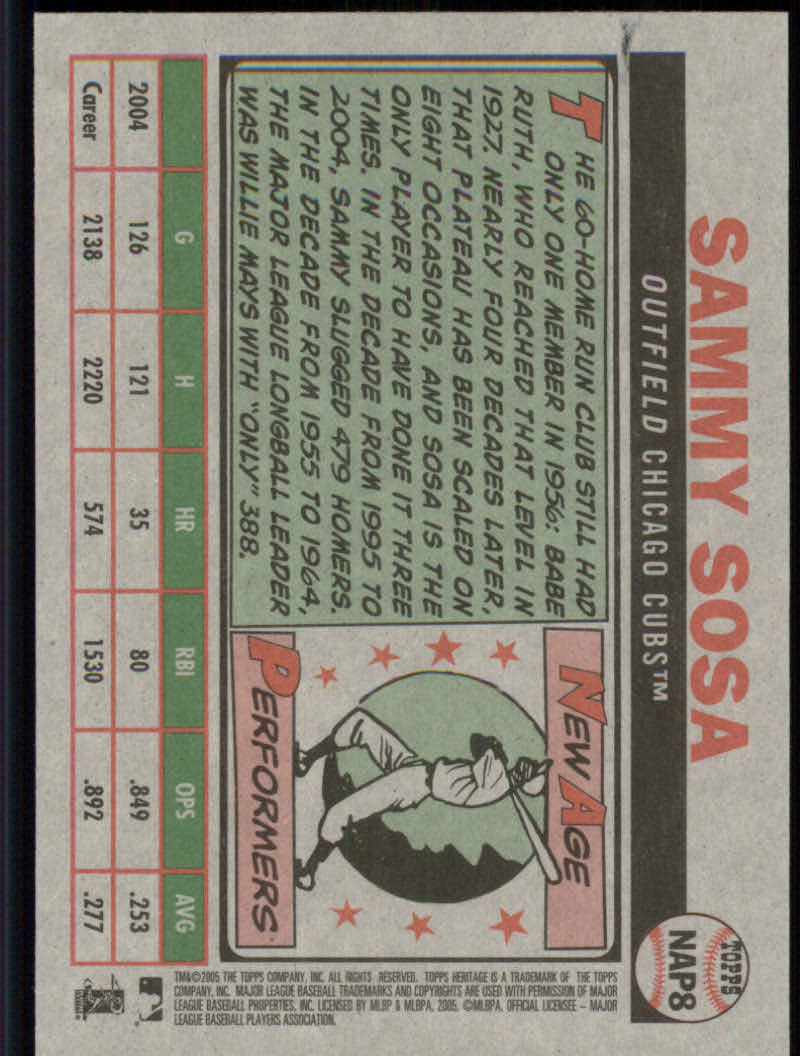 SAMMY SOSA
OUTFIELD CHICAGO CUBS™
TOPPS
NAP8
THE 60-HOME RUN CLUB STILL HAD
ONLY ONE MEMBER IN 1956: BABE
RUTH, WHO REACHED THAT LEVEL IN
1927. NEARLY FOUR DECADES LATER,
THAT PLATEAU HAS BEEN SCALED ON
EIGHT OCCASIONS, AND SOSA IS THE
ONLY PLAYER TO HAVE DONE IT THREE
TIMES. IN THE DECADE FROM 1995 TO
2004, SAMMY SLUGGED 479 HOMERS.
IN THE DECADE FROM 1955 TO 1964,
THE MAJOR LEAGUE LONGBALL LEADER
WAS WILLIE MAYS WITH "ONLY" 388.
NEW AGE
PERFORMERS
G H HR RBI OPS AVG
2004 126 121 35 80 .849 .253
Career 2138 2220 574 1530 .892 .277
TM&©2005 THE TOPPS COMPANY, INC. ALL RIGHTS RESERVED. TOPPS HERITAGE IS A TRADEMARK OF THE TOPPS
COMPANY, INC. MAJOR LEAGUE BASEBALL TRADEMARKS AND COPYRIGHTS ARE USED WITH PERMISSION OF MAJOR
LEAGUE BASEBALL PROPERTIES, INC. LICENSED BY MLBP & MLBPA, 2005. ©MLBPA. OFFICIAL LICENSEE – MAJOR
LEAGUE BASEBALL PLAYERS ASSOCIATION.